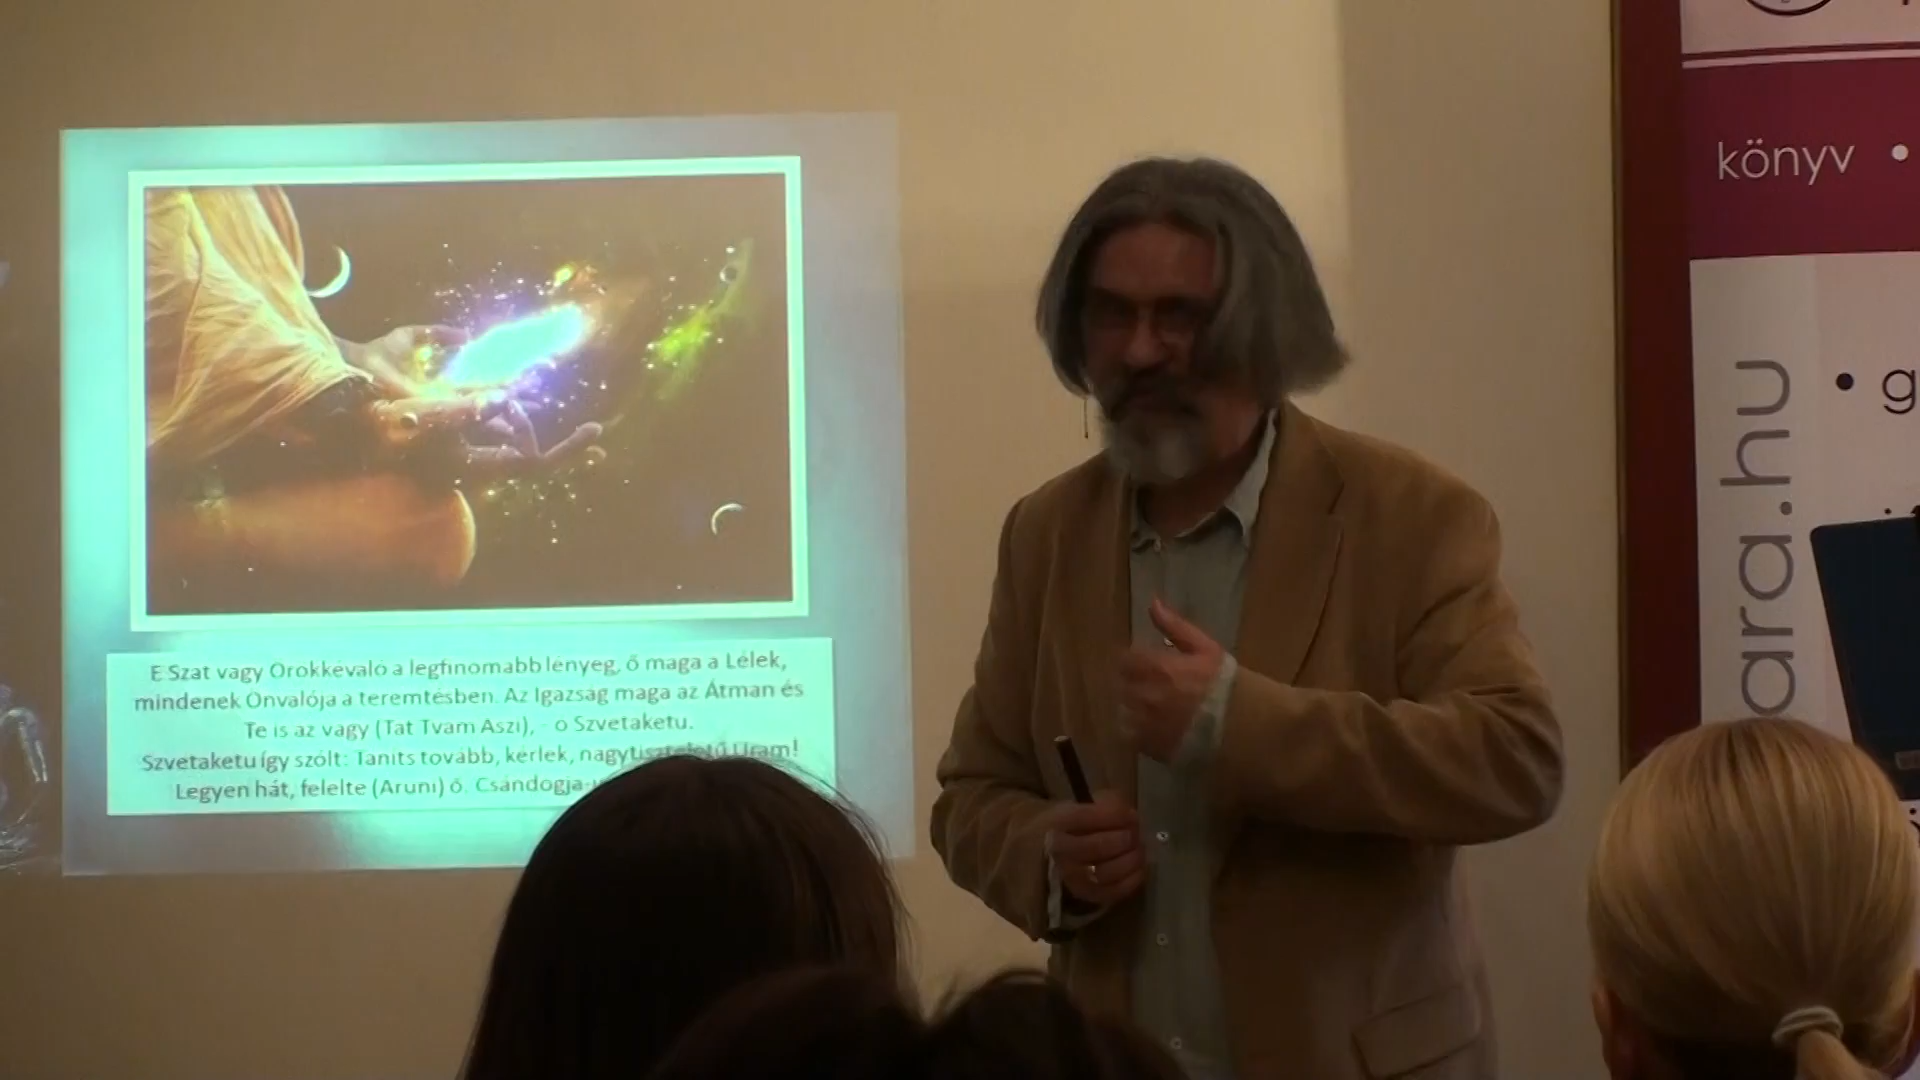 E Szat vagy Örökkévaló a legfinomabb lényeg, ő maga a Lélek,
mindenek Önvalója a teremtésben. Az Igazság maga az Átman és
Te is az vagy (Tat Tvam Aszi), - ó Szvetaketu.
Szvetaketu így szólt: Taníts tovább, kérlek, nagytiszteletű Uram!
Legyen hát, felelte (Aruni) ő. Csándogja-
könyv •
• g
ara.hu